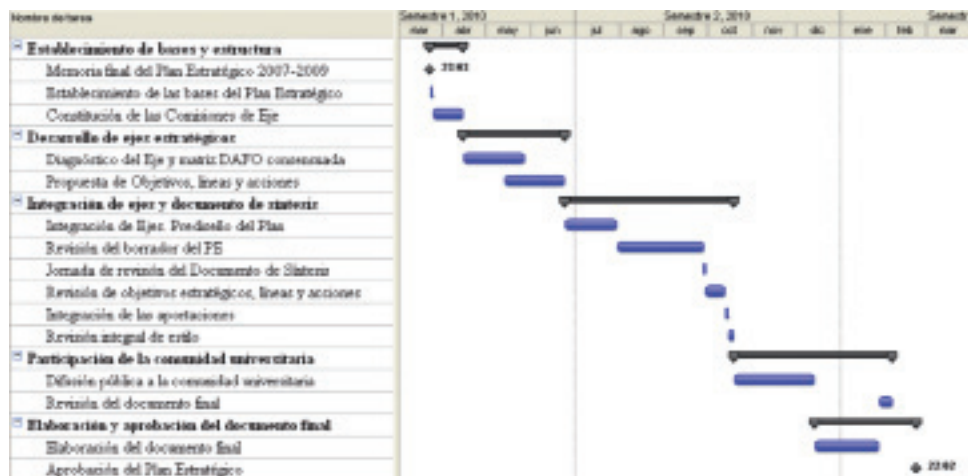 Nombre de tarea
Semestre 1, 2010 Semestre 2, 2010 Semestre
mar abr may jun jul ago sep oct nov dic ene feb mar
Establecimiento de bases y estructura
Memoria final del Plan Estratégico 2007-2009
Establecimiento de las bases del Plan Estratégico
Constitución de las Comisiones de Eje
Desarrollo de ejes estratégicos
Diagnóstico del Eje y matriz DAFO consensuada
Propuesta de Objetivos, líneas y acciones
Integración de ejes y documento de síntesis
Integración de Ejes. Prediseño del Plan
Revisión del borrador del PE
Jornada de revisión del Documento de Síntesis
Revisión de objetivos estratégicos, líneas y acciones
Integración de las aportaciones
Revisión integral de estilo
Participación de la comunidad universitaria
Difusión pública a la comunidad universitaria
Revisión del documento final
Elaboración y aprobación del documento final
Elaboración del documento final
Aprobación del Plan Estratégico
22/02